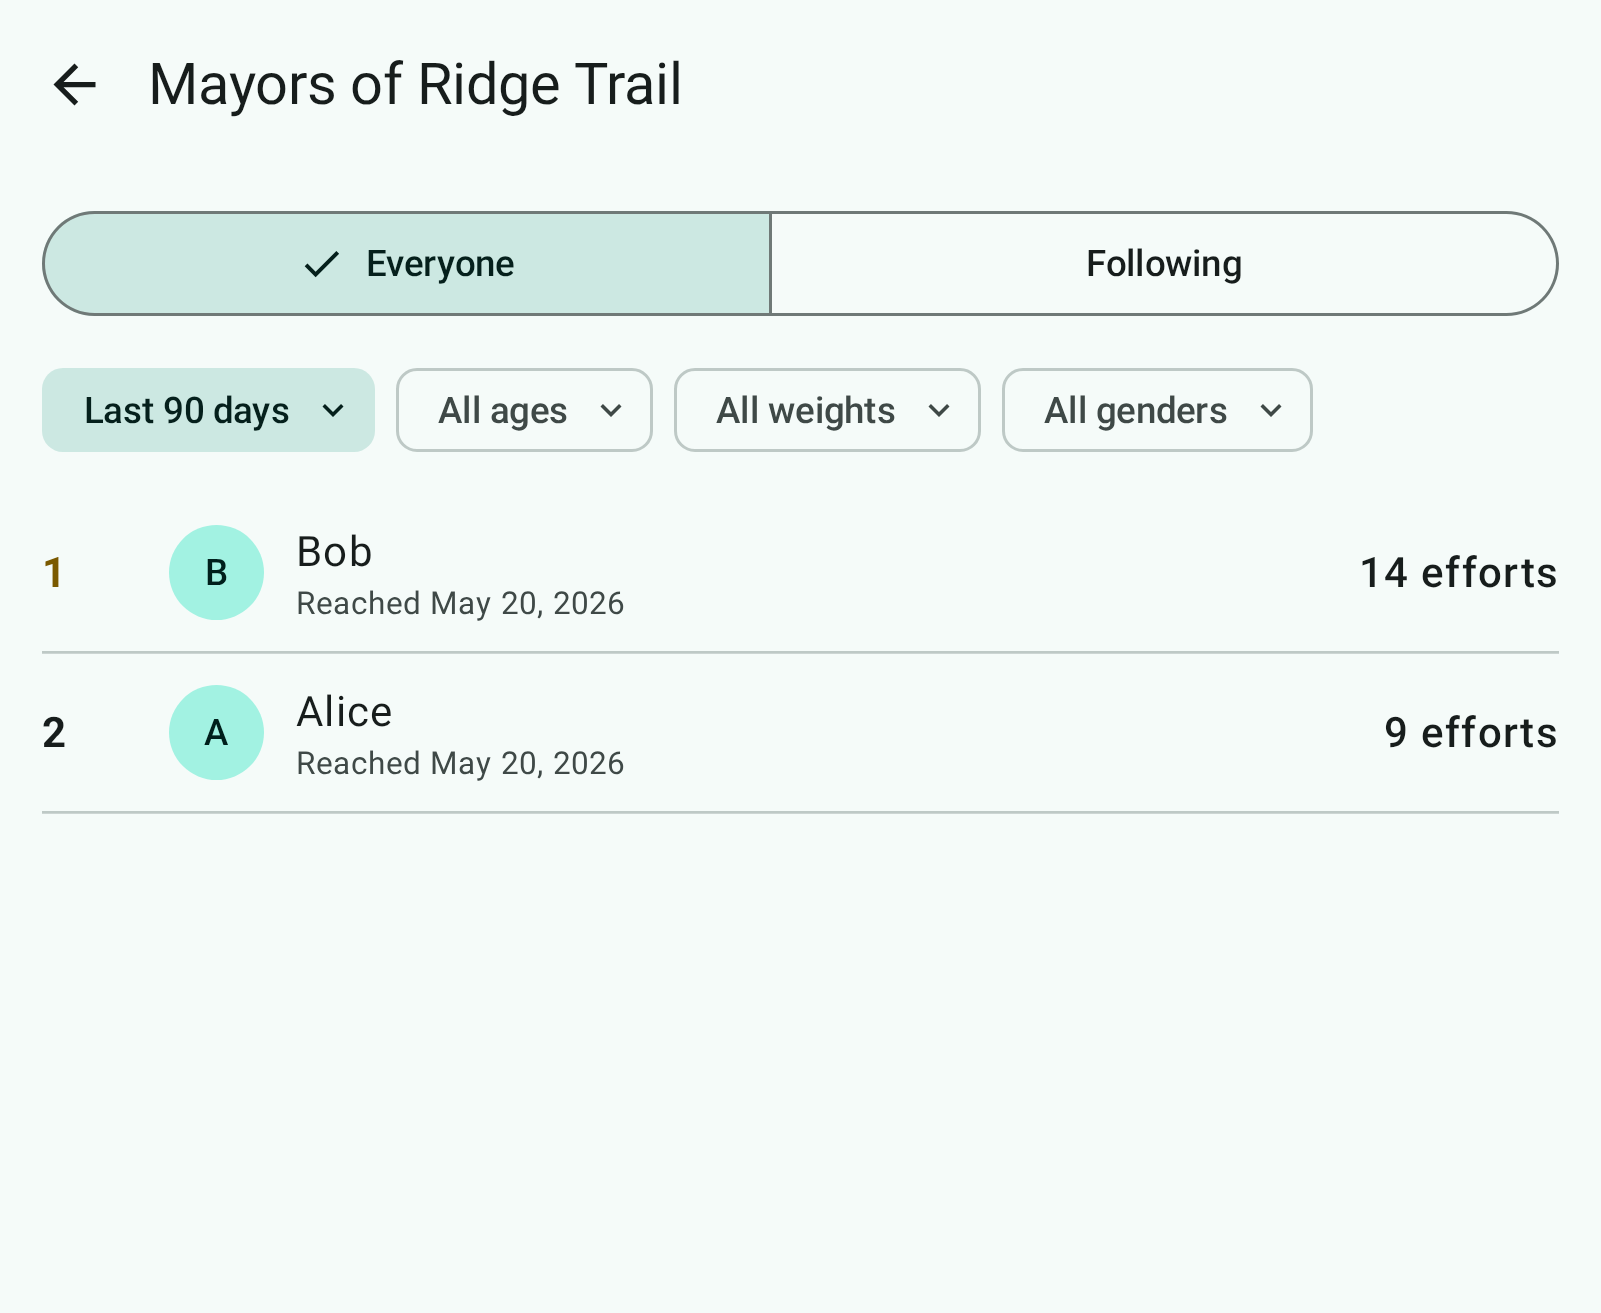 Mayors of Ridge Trail
Everyone
Following
Last 90 days
All ages
All weights
All genders
1
B
Bob
Reached May 20, 2026
14 efforts
2
A
Alice
Reached May 20, 2026
9 efforts